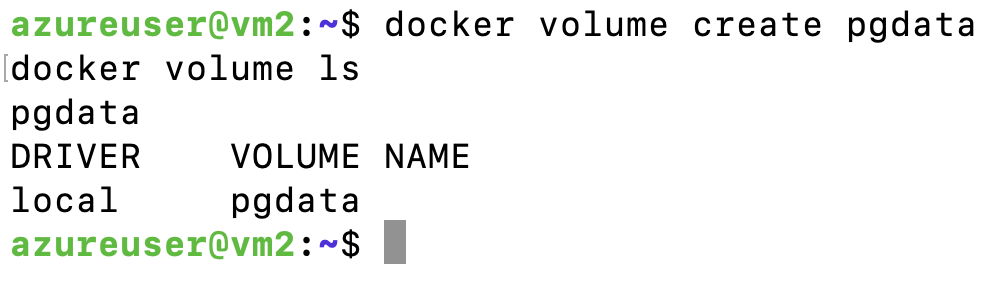 azureuser@vm2:~$ docker volume create pgdata
[docker volume ls
pgdata
DRIVER    VOLUME NAME
local     pgdata
azureuser@vm2:~$